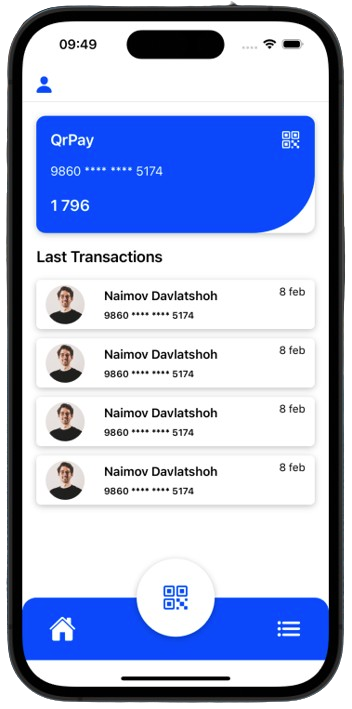 09:49
QrPay
9860 **** **** 5174
1 796
Last Transactions
Naimov Davlatshoh 8 feb
9860 **** **** 5174
Naimov Davlatshoh 8 feb
9860 **** **** 5174
Naimov Davlatshoh 8 feb
9860 **** **** 5174
Naimov Davlatshoh 8 feb
9860 **** **** 5174